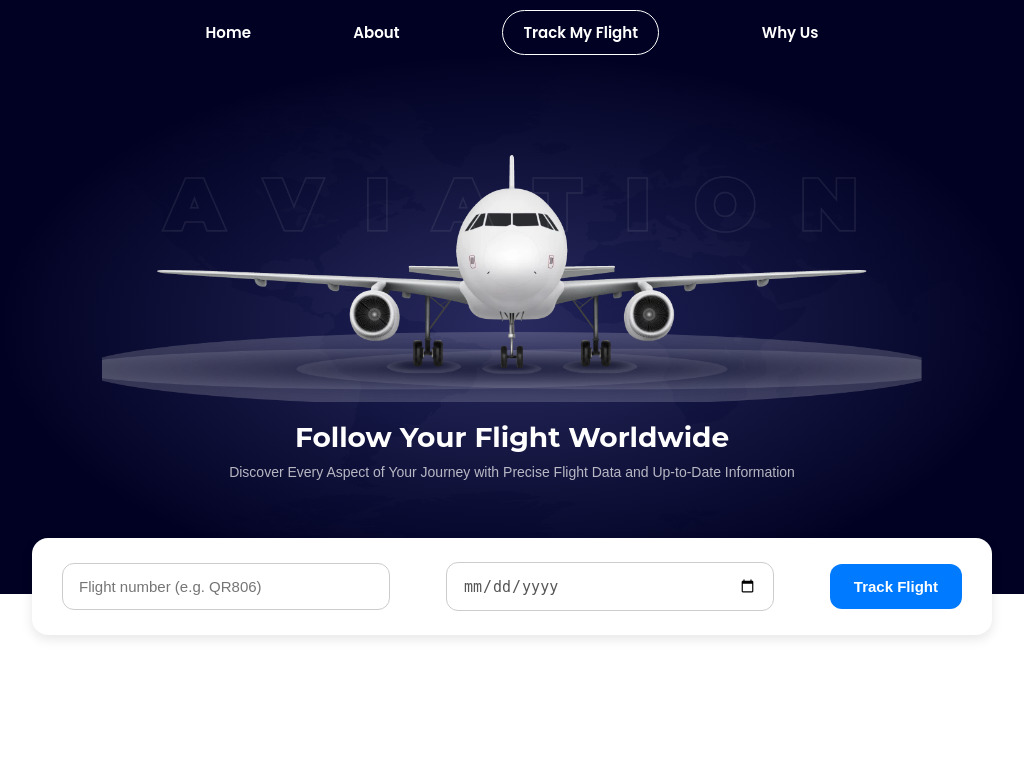 Home About Track My Flight Why Us
AVIATION
Follow Your Flight Worldwide
Discover Every Aspect of Your Journey with Precise Flight Data and Up-to-Date Information
Flight number (e.g. QR806) mm/dd/yyyy Track Flight